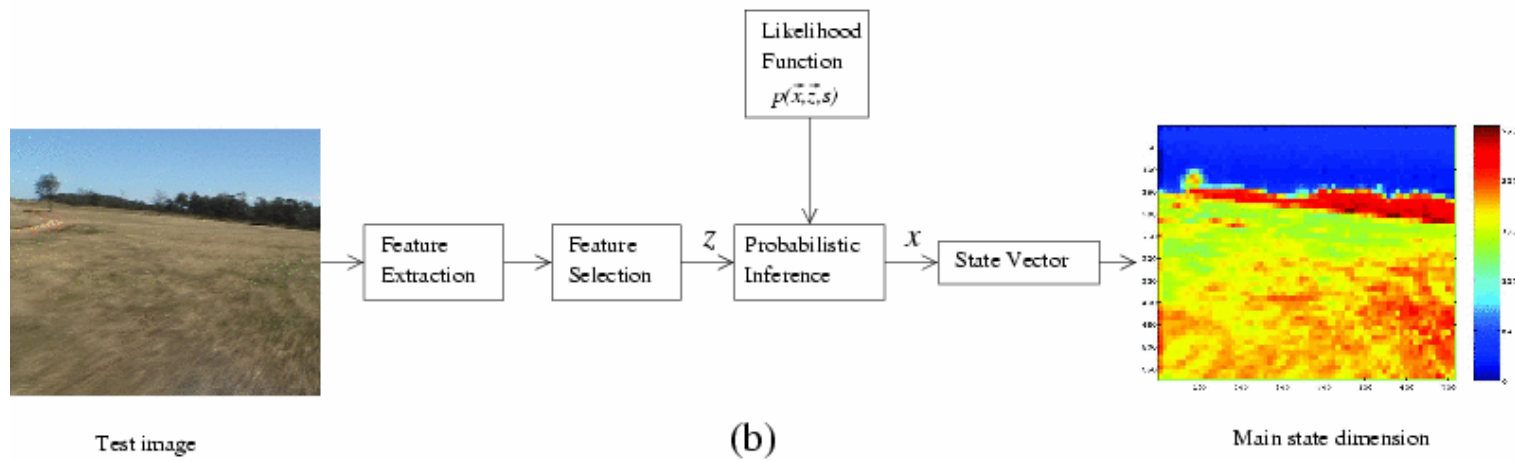 Likelihood
Function
p(x⃗,z⃗,s)
Feature
Extraction
Feature
Selection
z
Probabilistic
Inference
x
State Vector
Test image
(b)
Main state dimension